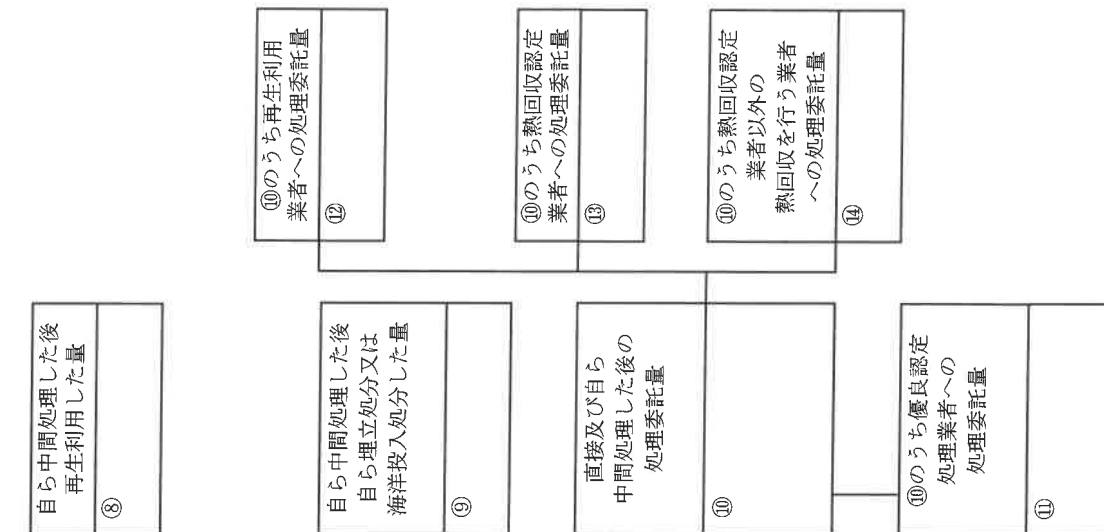 自ら中間処理した後
再生利用した量
⑧
自ら中間処理した後
自ら埋立処分又は
海洋投入処分した量
⑨
直接及び自ら
中間処理した後の
処理委託量
⑩
⑩のうち優良認定
処理業者への
処理委託量
⑪
⑩のうち再生利用
業者への処理委託量
⑫
⑩のうち熱回収認定
業者への処理委託量
⑬
⑩のうち熱回収認定
業者以外の
熱回収を行う業者
への処理委託量
⑭